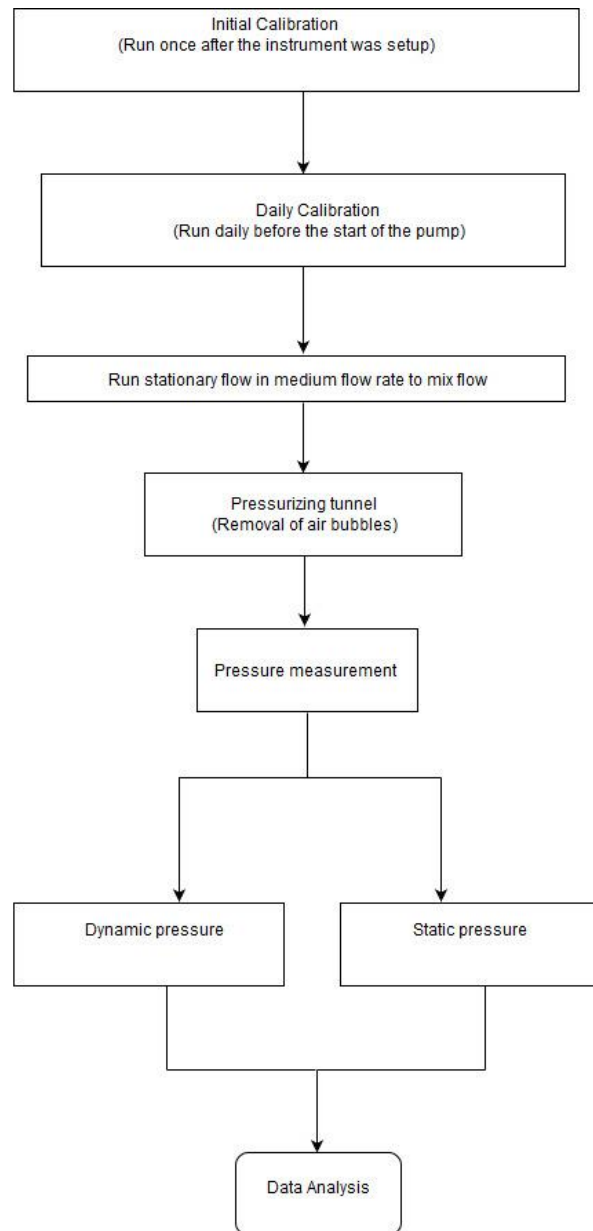 Initial Calibration
(Run once after the instrument was setup)
Daily Calibration
(Run daily before the start of the pump)
Run stationary flow in medium flow rate to mix flow
Pressurizing tunnel
(Removal of air bubbles)
Pressure measurement
Dynamic pressure
Static pressure
Data Analysis